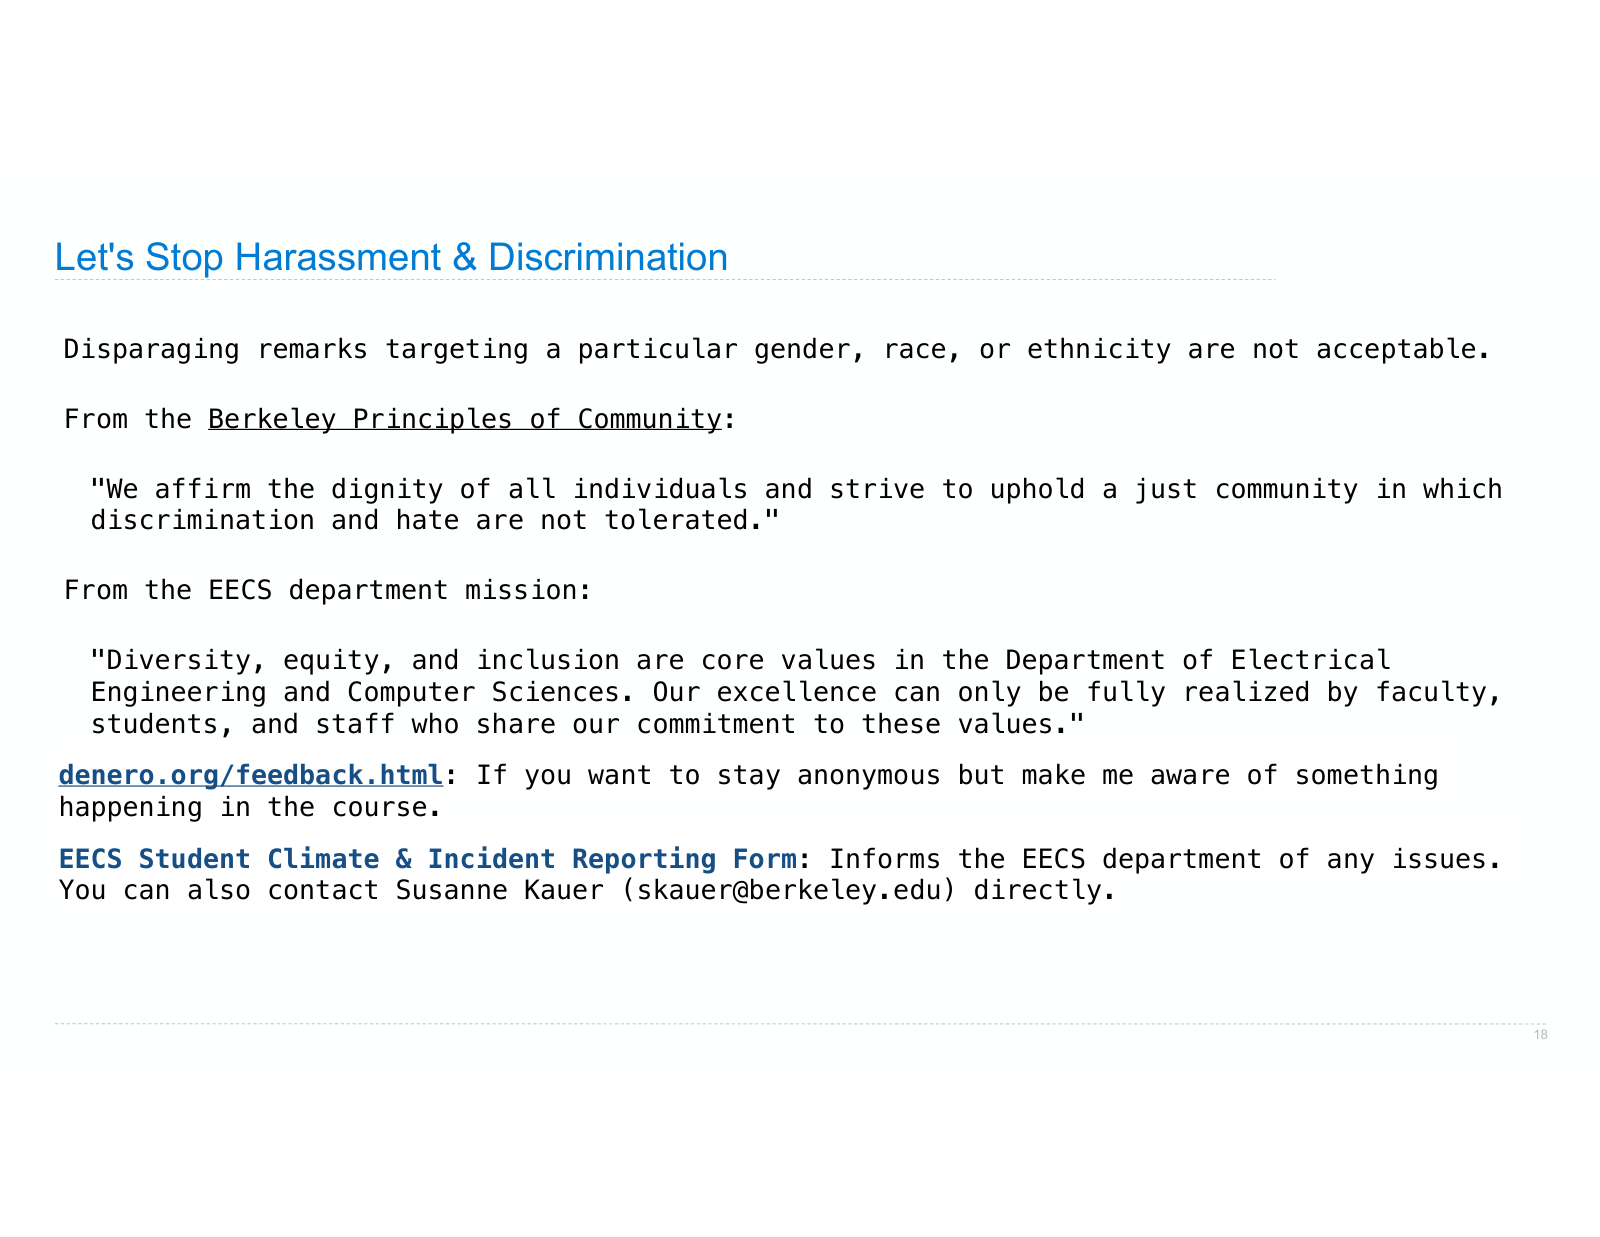 Let's Stop Harassment & Discrimination
Disparaging remarks targeting a particular gender, race, or ethnicity are not acceptable.
From the Berkeley Principles of Community:
"We affirm the dignity of all individuals and strive to uphold a just community in which
discrimination and hate are not tolerated."
From the EECS department mission:
"Diversity, equity, and inclusion are core values in the Department of Electrical
Engineering and Computer Sciences. Our excellence can only be fully realized by faculty,
students, and staff who share our commitment to these values."
denero.org/feedback.html: If you want to stay anonymous but make me aware of something
happening in the course.
EECS Student Climate & Incident Reporting Form: Informs the EECS department of any issues.
You can also contact Susanne Kauer (skauer@berkeley.edu) directly.
18